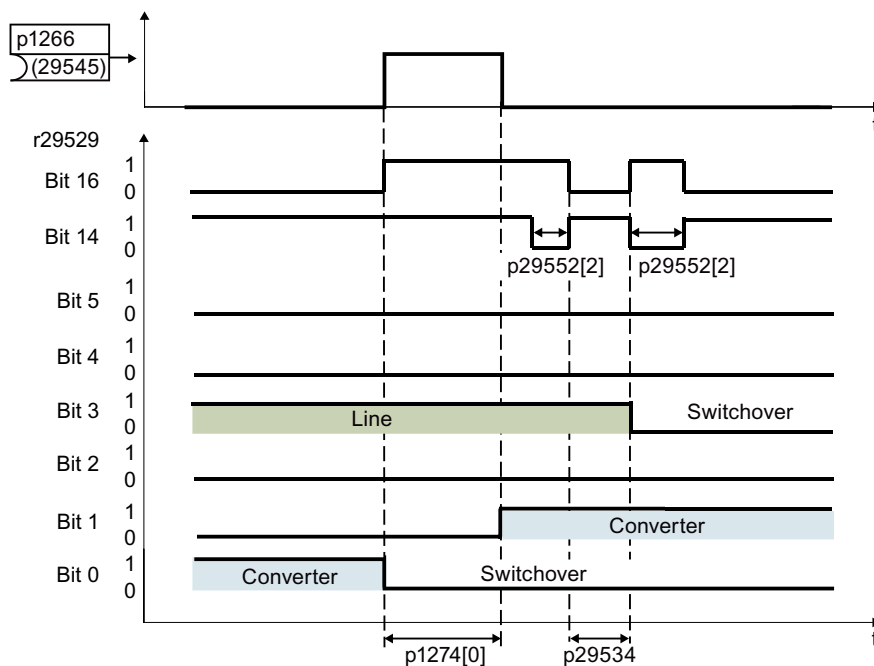 p1266
(29545)
t
r29529
Bit 16 1
0
Bit 14 1
0
p29552[2] p29552[2]
Bit 5 1
0
Bit 4 1
0
Bit 3 1
0
Line Switchover
Bit 2 1
0
Bit 1 1
0
Converter
Bit 0 1
0
Converter Switchover
t
p1274[0] p29534